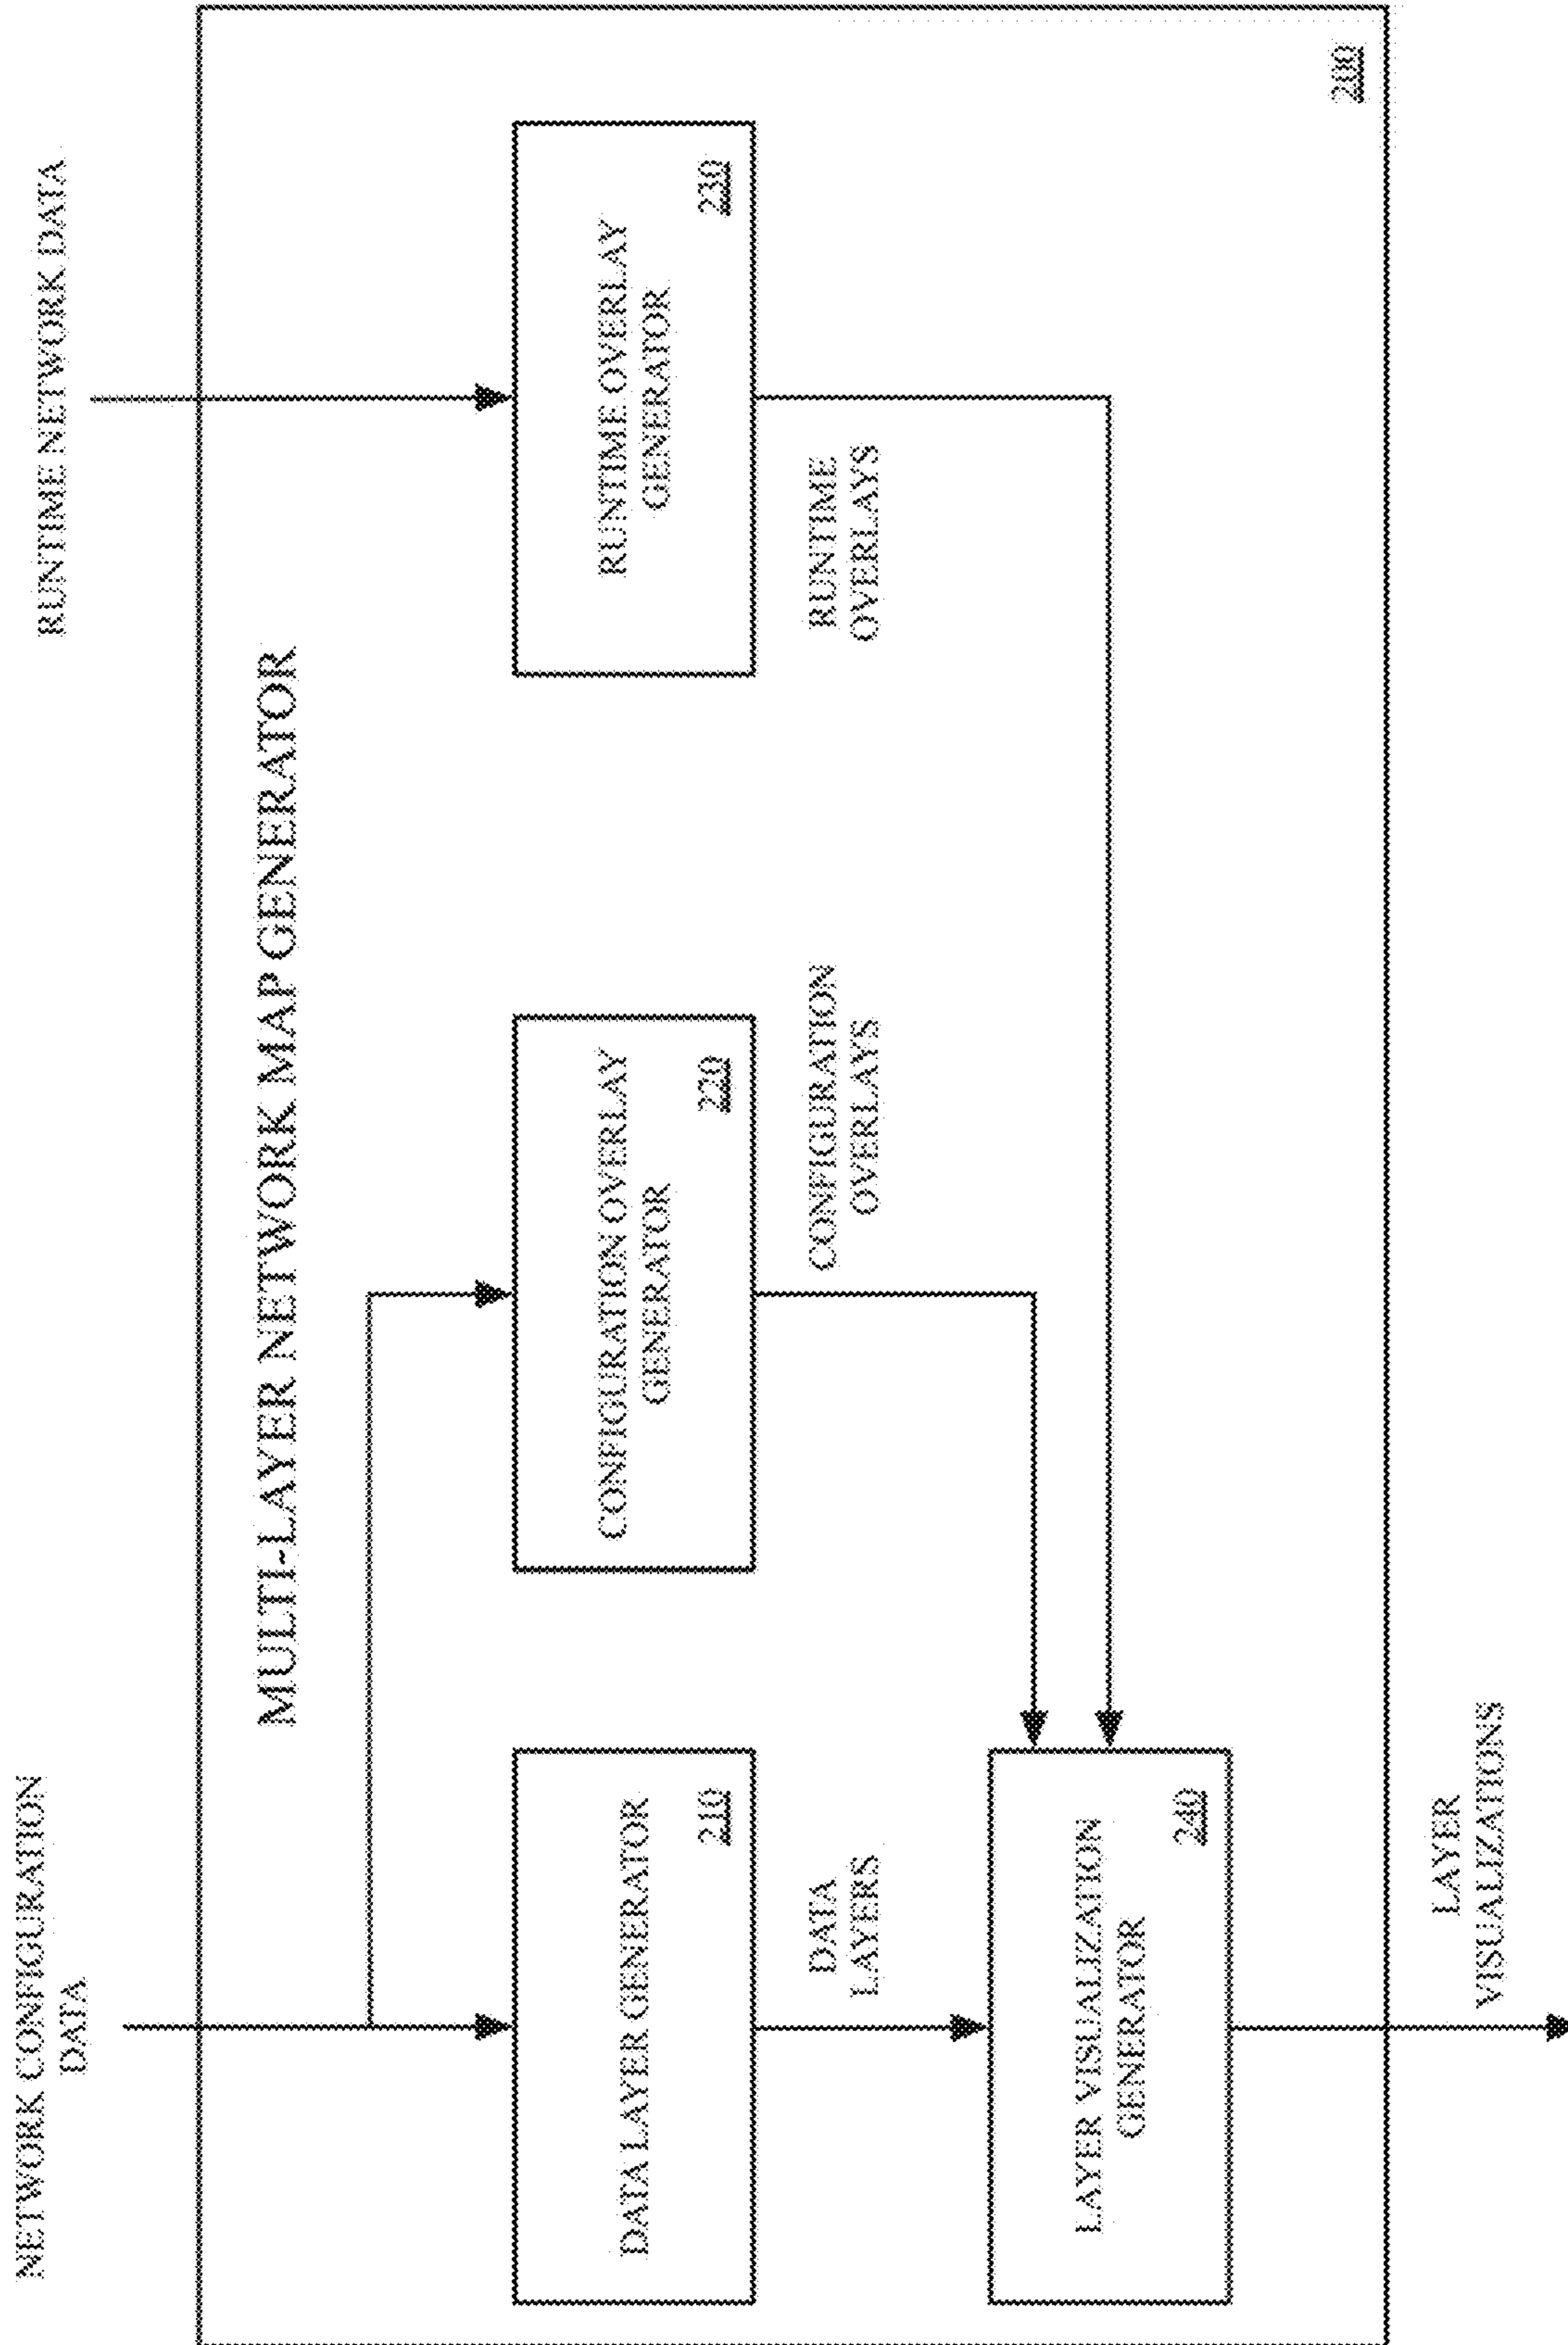 NETWORK CONFIGURATION
DATA
RUNTIME NETWORK DATA
MULTI-LAYER NETWORK MAP GENERATOR
DATA LAYER GENERATOR
210
CONFIGURATION OVERLAY
GENERATOR
220
RUNTIME OVERLAY
GENERATOR
230
DATA
LAYERS
CONFIGURATION
OVERLAYS
RUNTIME
OVERLAYS
LAYER VISUALIZATION
GENERATOR
240
200
LAYER
VISUALIZATIONS